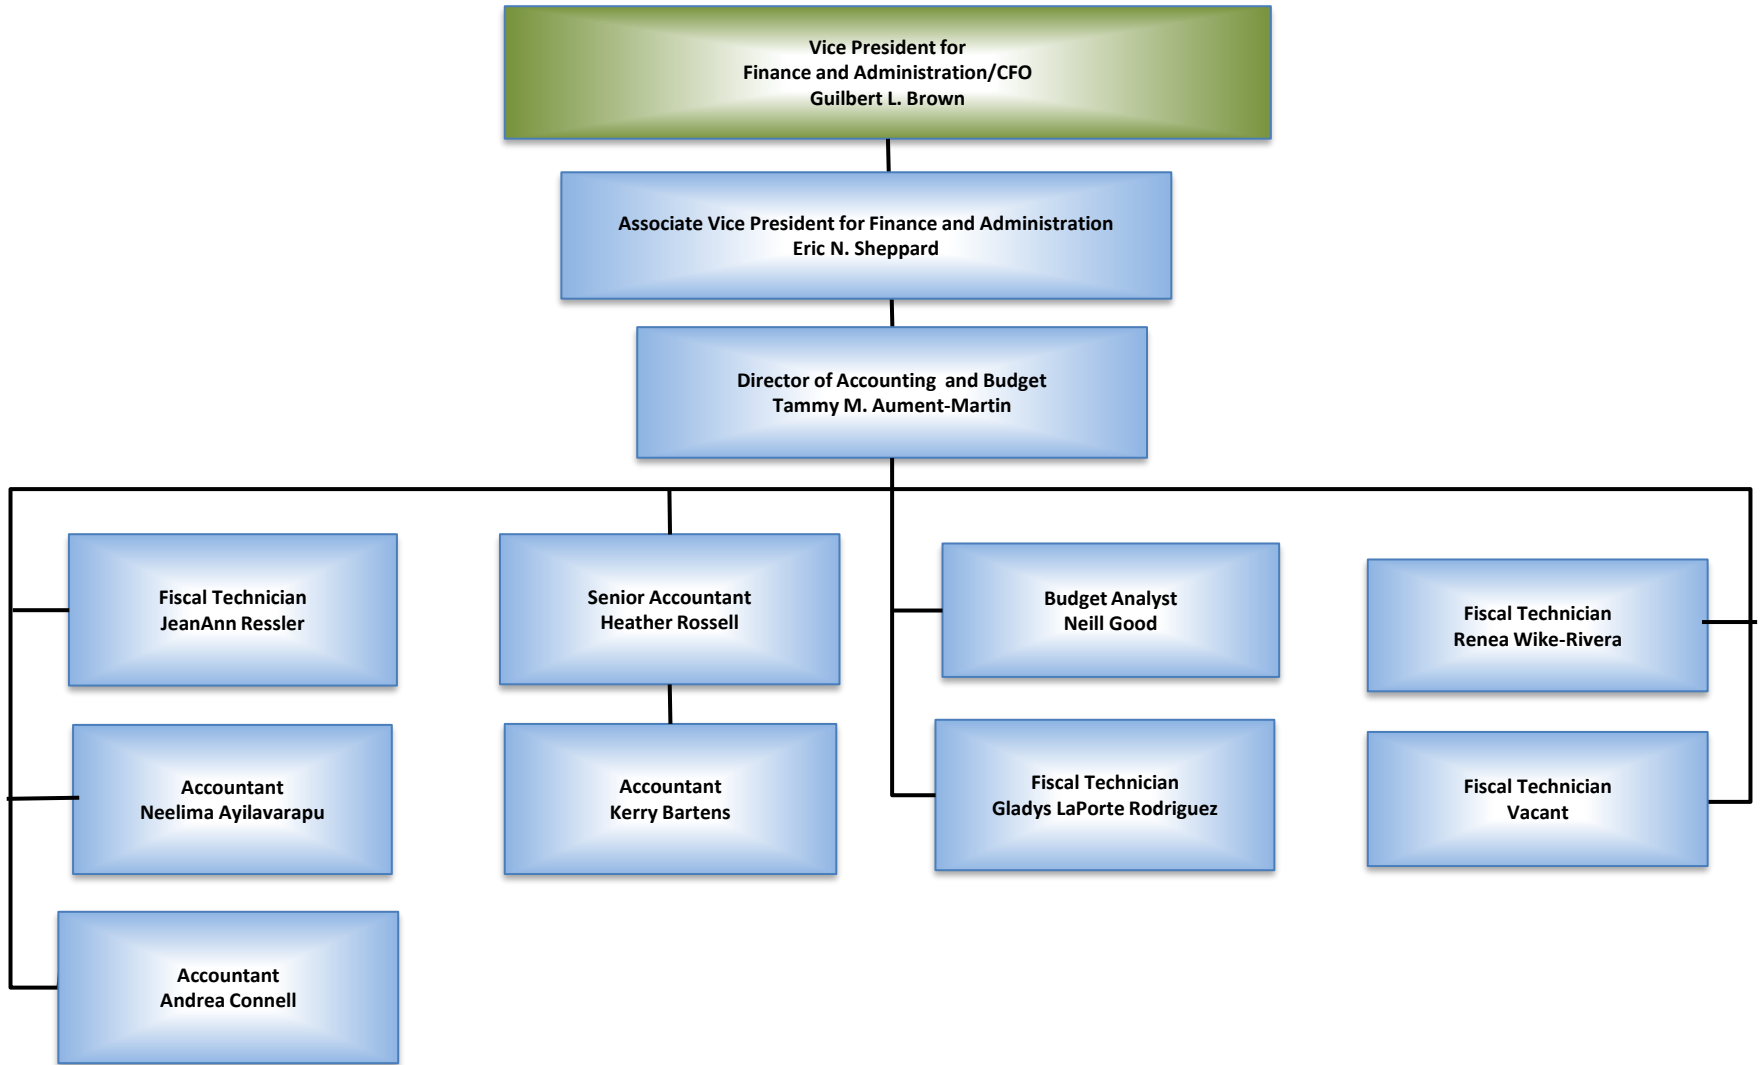 Vice President for
Finance and Administration/CFO
Guilbert L. Brown
Associate Vice President for Finance and Administration
Eric N. Sheppard
Director of Accounting  and Budget
Tammy M. Aument-Martin
Fiscal Technician
JeanAnn Ressler
Senior Accountant
Heather Rossell
Budget Analyst
Neill Good
Fiscal Technician
Renea Wike-Rivera
Accountant
Neelima Ayilavarapu
Accountant
Kerry Bartens
Fiscal Technician
Gladys LaPorte Rodriguez
Fiscal Technician
Vacant
Accountant
Andrea Connell